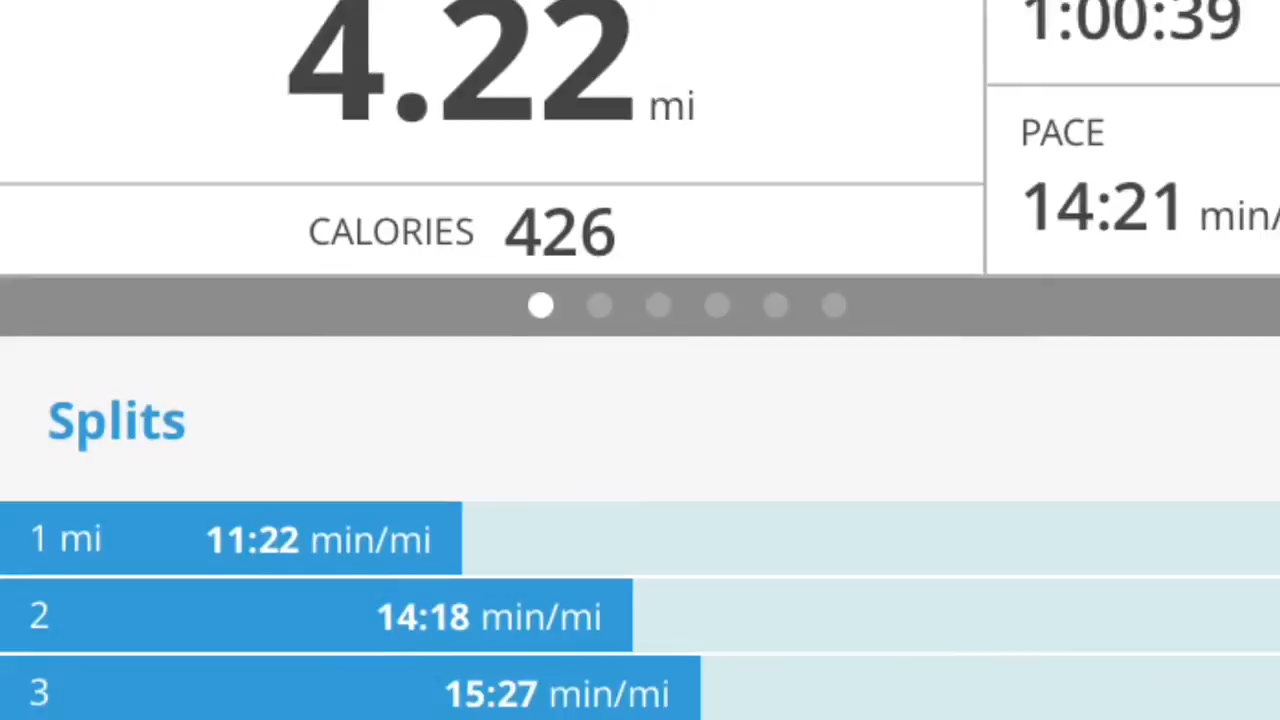 4.22 mi
1:00:39
PACE
14:21 min/
CALORIES 426
Splits
1 mi 11:22 min/mi
2 14:18 min/mi
3 15:27 min/mi